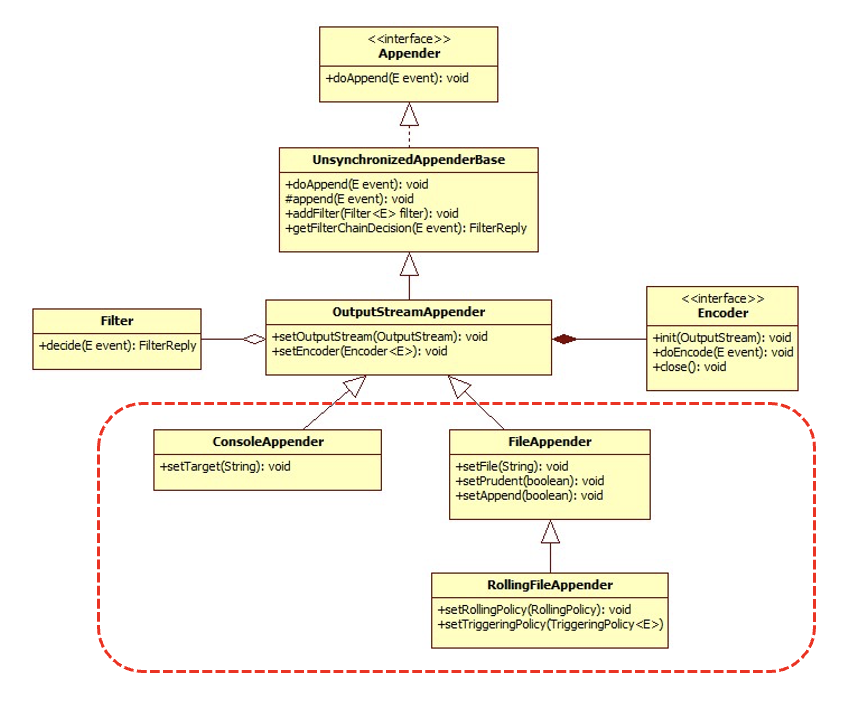 <<interface>>
Appender
+doAppend(E event): void
UnsynchronizedAppenderBase
+doAppend(E event): void
#append(E event): void
+addFilter(Filter<E> filter): void
+getFilterChainDecision(E event): FilterReply
Filter
+decide(E event): FilterReply
OutputStreamAppender
+setOutputStream(OutputStream): void
+setEncoder(Encoder<E>): void
<<interface>>
Encoder
+init(OutputStream): void
+doEncode(E event): void
+close(): void
ConsoleAppender
+setTarget(String): void
FileAppender
+setFile(String): void
+setPrudent(boolean): void
+setAppend(boolean): void
RollingFileAppender
+setRollingPolicy(RollingPolicy): void
+setTriggeringPolicy(TriggeringPolicy<E>)